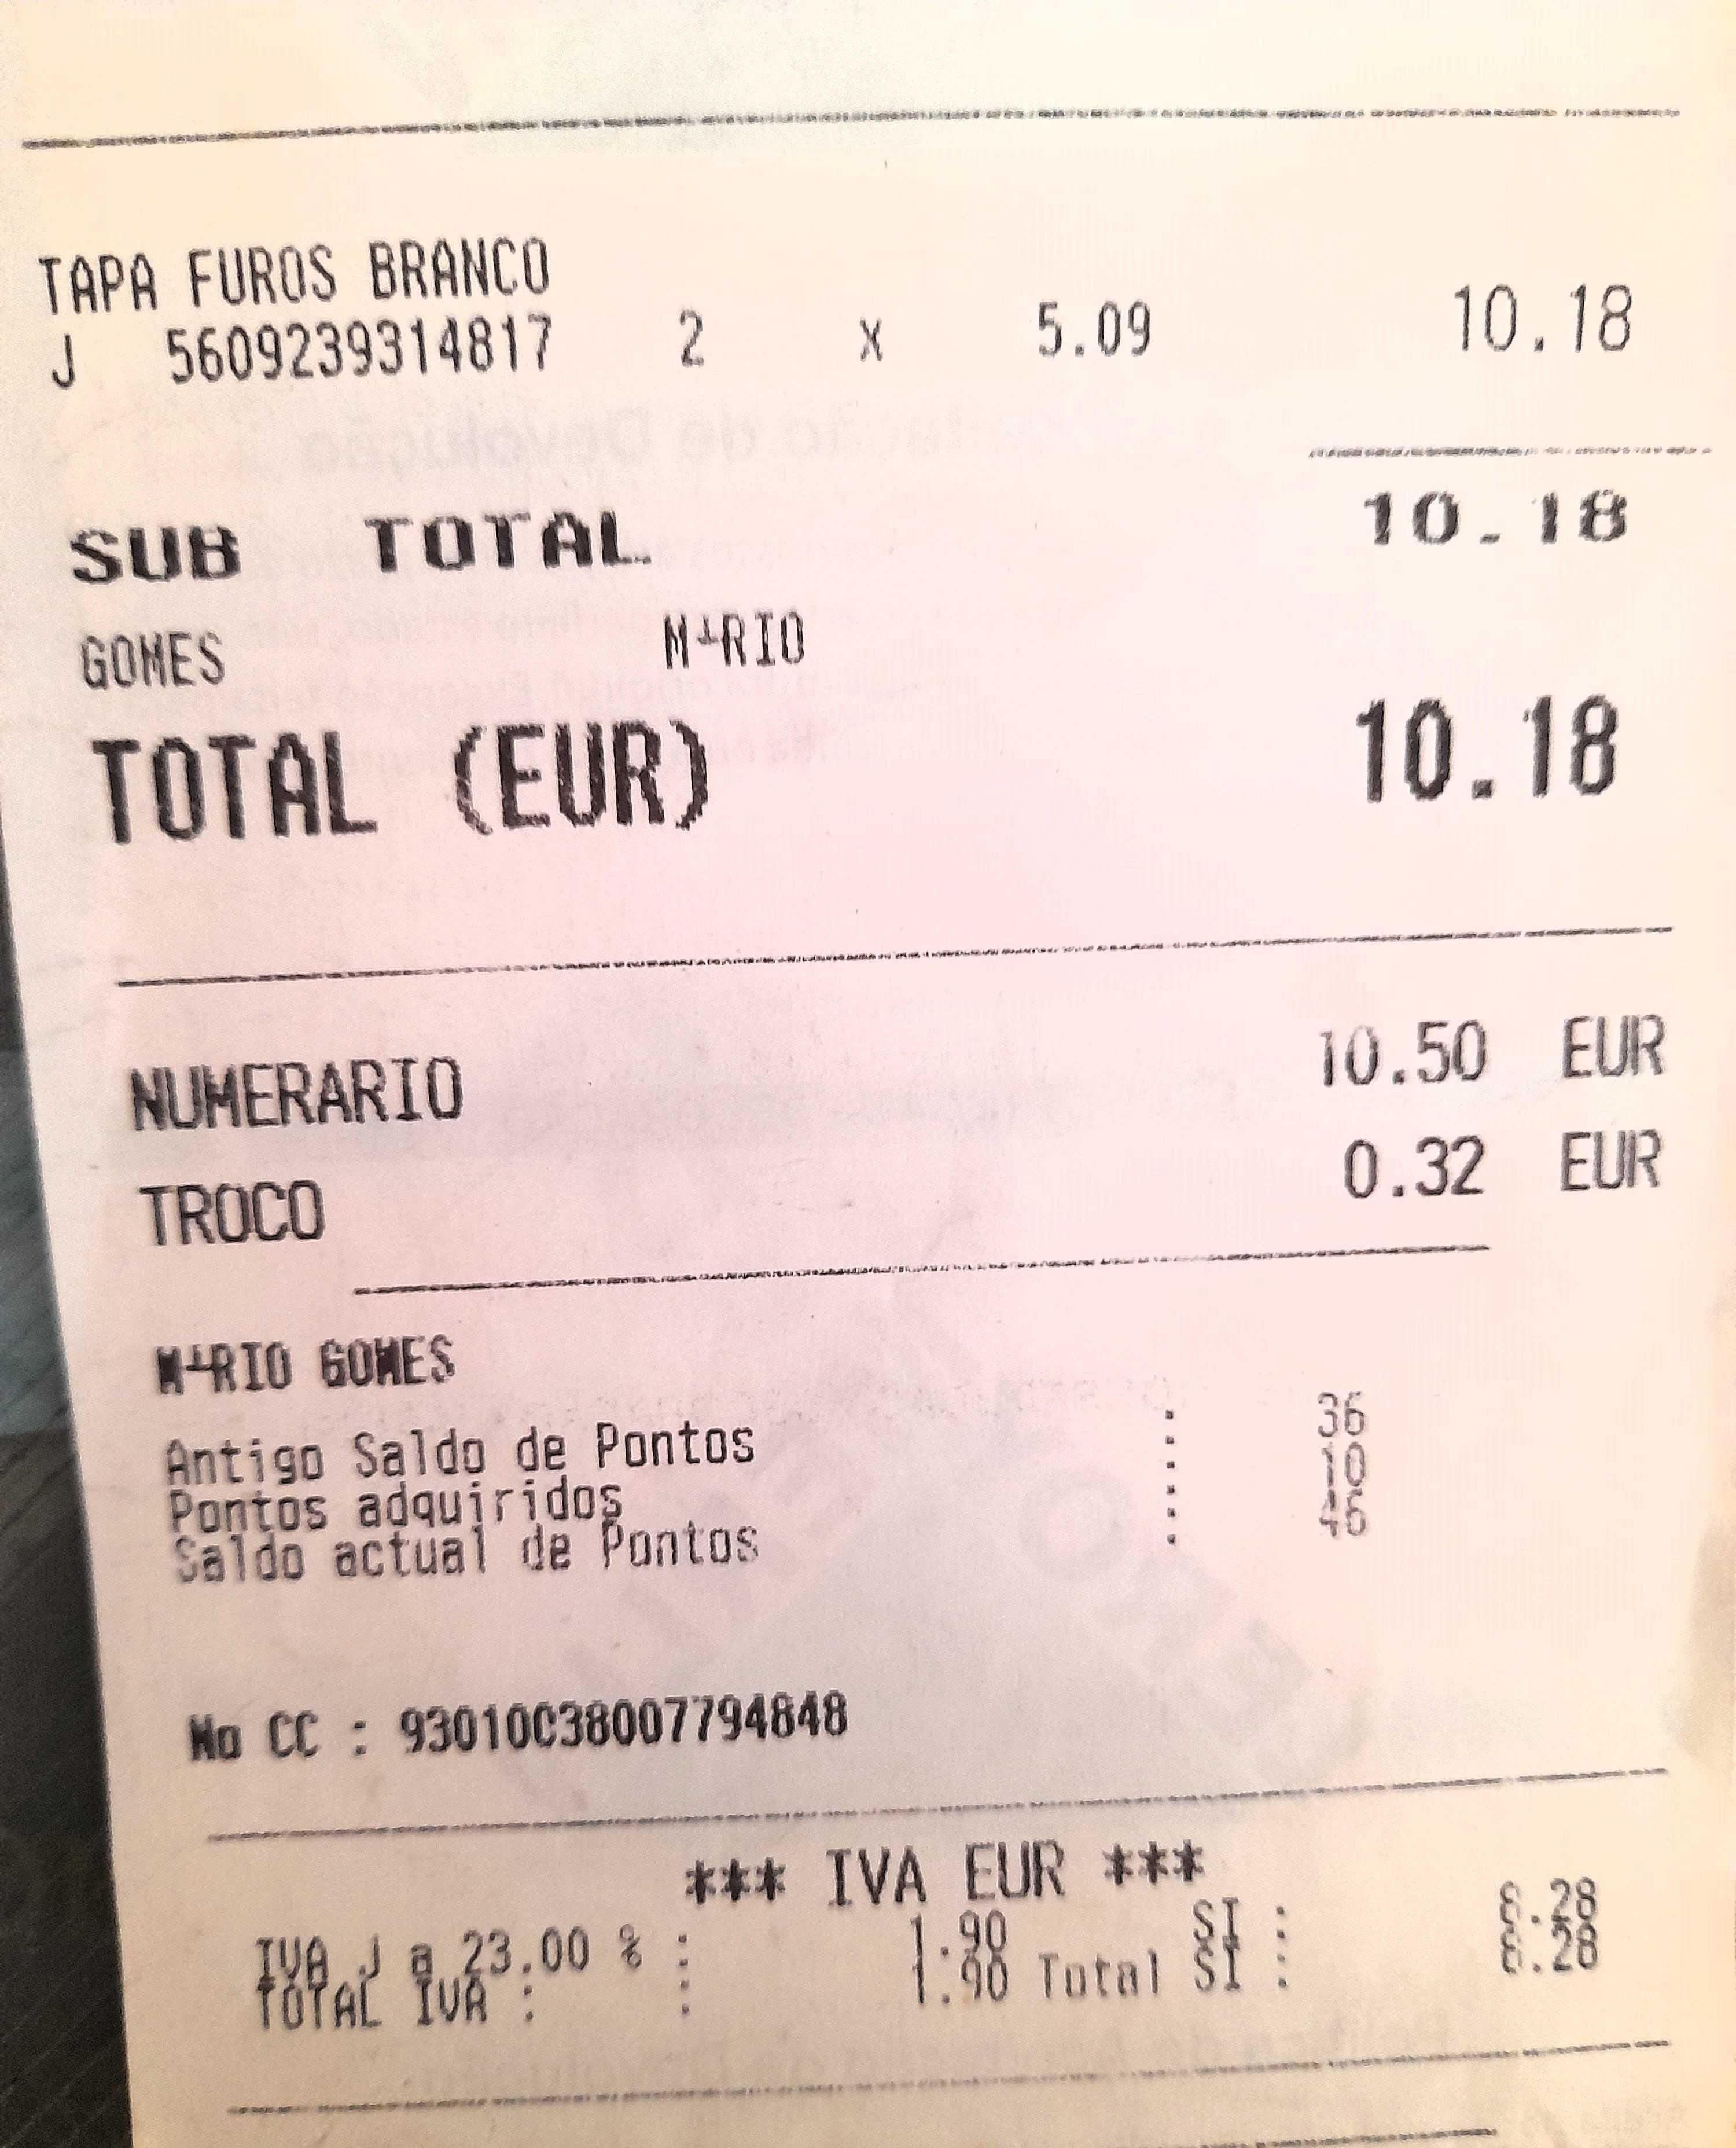 TAPA FUROS BRANCO
J 5609239314817 2 x 5.09 10.18
SUB TOTAL 10.18
GOMES M┴RIO
TOTAL (EUR) 10.18
NUMERARIO 10.50 EUR
TROCO 0.32 EUR
M┴RIO GOMES
Antigo Saldo de Pontos : 36
Pontos adquiridos : 10
Saldo actual de Pontos : 46
No CC : 93010038007794848
*** IVA EUR ***
IVA J a 23.00 % : 1.90 SI : 8.28
TOTAL IVA : : 1.90 Total SI : 8.28